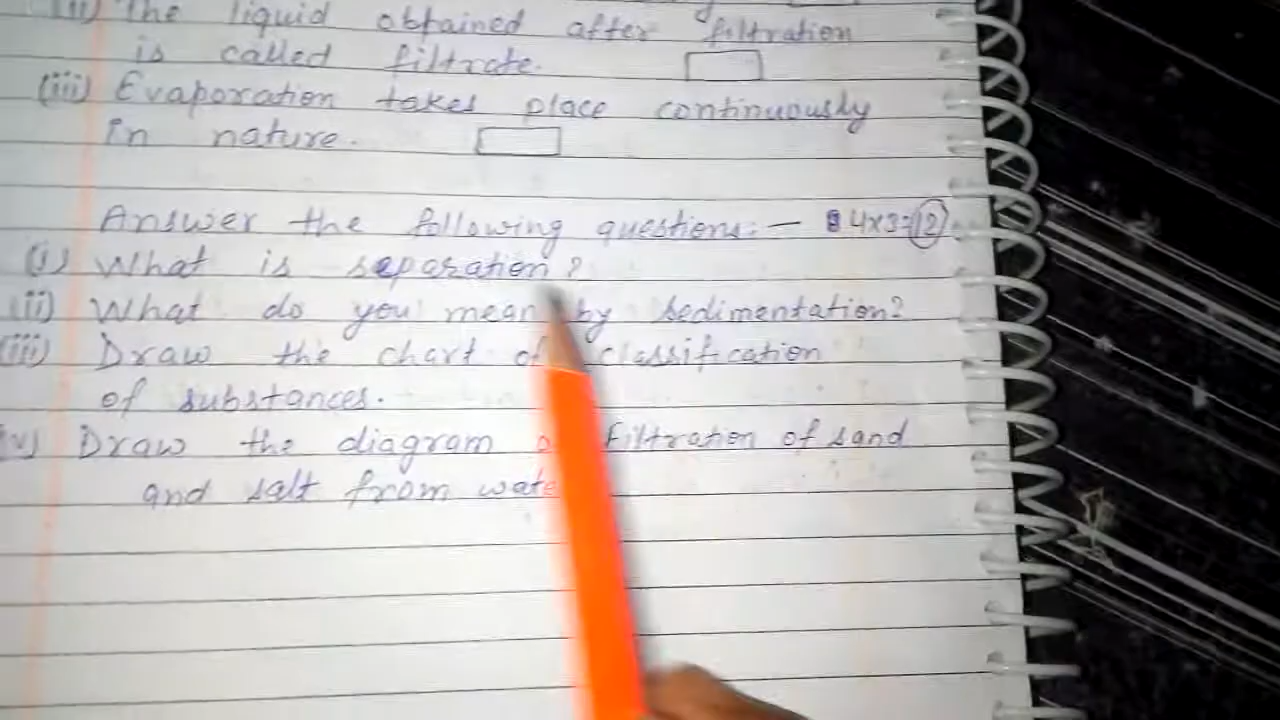 (ii) The liquid obtained after filtration
is called filtrate.
(iii) Evaporation takes place continuously
in nature.
Answer the following questions:- 4x3=12
(i) What is separation?
(ii) What do you mean by sedimentation?
(iii) Draw the chart of classification
of substances.
(iv) Draw the diagram filtration of sand
and salt from